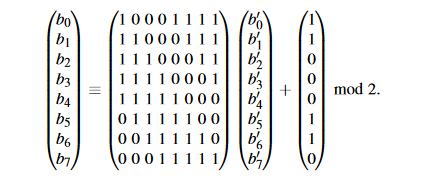 b0 (1 0 0 0 1 1 1 1) b′0 1
b1 (1 1 0 0 0 1 1 1) b′1 1
b2 (1 1 1 0 0 0 1 1) b′2 0
b3 (1 1 1 1 0 0 0 1) b′3 0
≡ + mod 2.
b4 (1 1 1 1 1 0 0 0) b′4 0
b5 (0 1 1 1 1 1 0 0) b′5 1
b6 (0 0 1 1 1 1 1 0) b′6 1
b7 (0 0 0 1 1 1 1 1) b′7 0